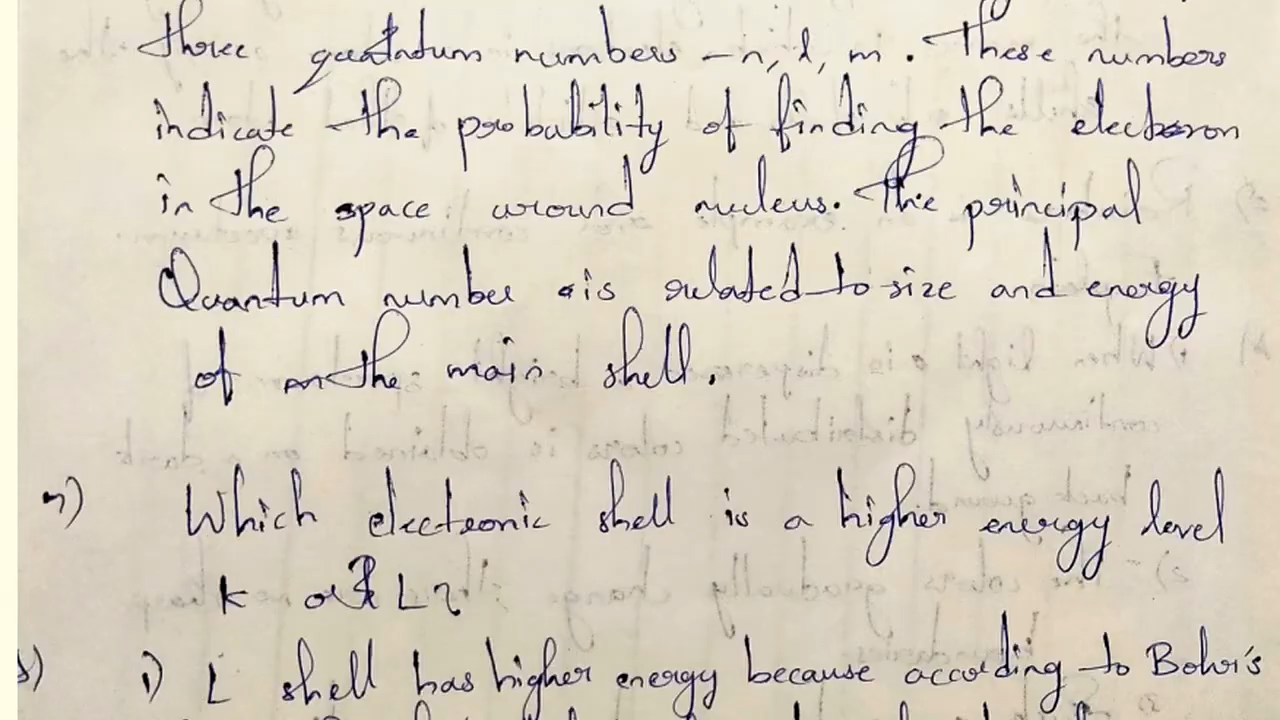 three quantum numbers - n, l, m. These numbers
indicate the probability of finding the electron
in the space around nucleus. The principal
Quantum number is related to size and energy
of the main shell.
Which electronic shell is a higher energy level
K or L ?
i) L shell has higher energy because according to Bohr's